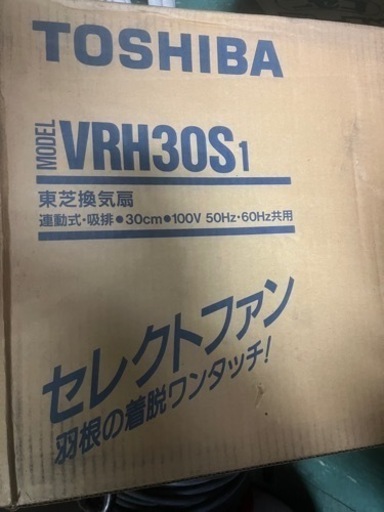 TOSHIBA
MODEL VRH30S1
東芝換気扇
連動式・吸排●30cm●100V 50Hz・60Hz共用
セレクトファン
羽根の着脱ワンタッチ!